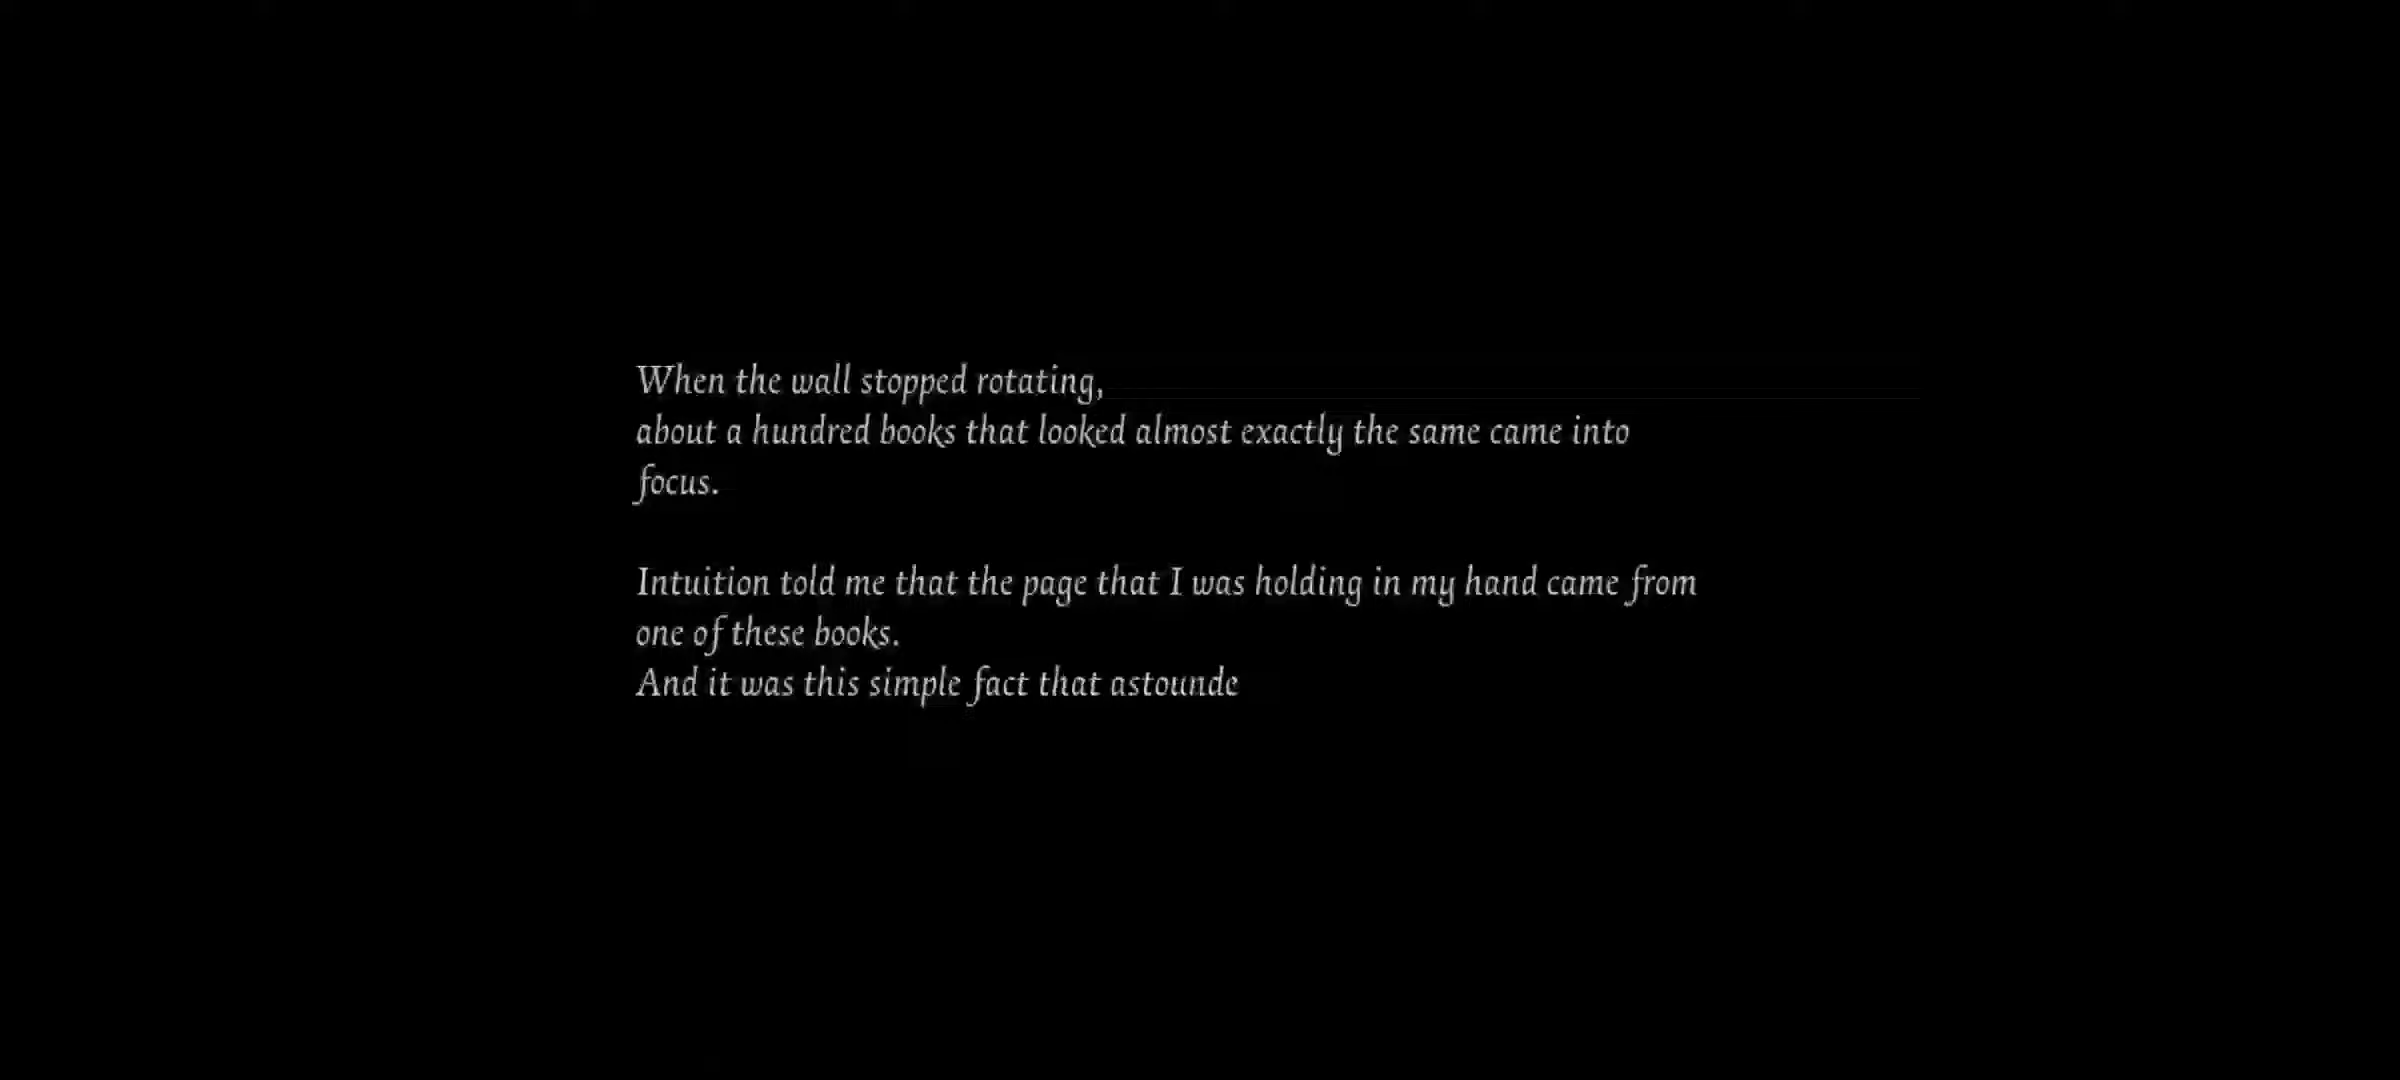 When the wall stopped rotating,
about a hundred books that looked almost exactly the same came into
focus.
Intuition told me that the page that I was holding in my hand came from
one of these books.
And it was this simple fact that astounde